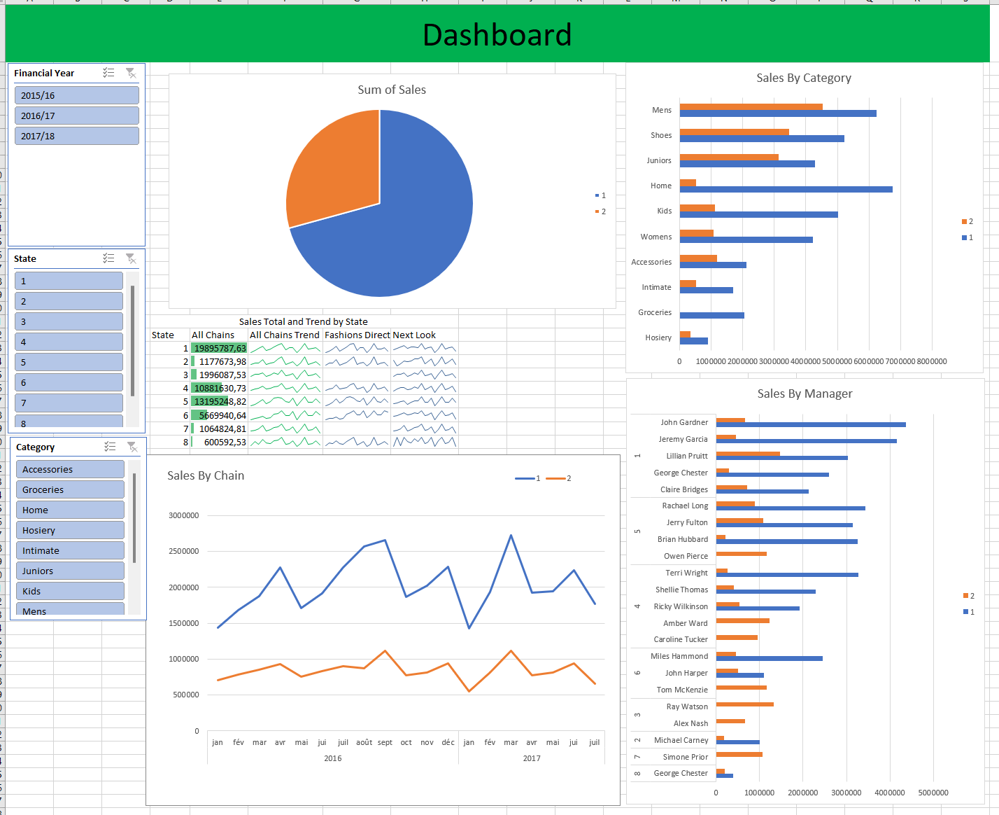 Dashboard
Financial Year
2015/16
2016/17
2017/18
State
1
2
3
4
5
6
7
8
Category
Accessories
Groceries
Home
Hosiery
Intimate
Juniors
Kids
Mens
Sum of Sales
1
2
Sales Total and Trend by State
State All Chains All Chains Trend Fashions Direct Next Look
1 19895787,63
2 1177673,98
3 1996087,53
4 10881630,73
5 13195248,82
6 5669940,64
7 1064824,81
8 600592,53
Sales By Chain
1 2
3000000
2500000
2000000
1500000
1000000
500000
0
jan fév mar avr mai jui juil août sept oct nov déc jan fév mar avr mai jui juil
2016 2017
Sales By Category
Mens
Shoes
Juniors
Home
Kids
Womens
Accessories
Intimate
Groceries
Hosiery
0 1000000 2000000 3000000 4000000 5000000 6000000 7000000 8000000
2
1
Sales By Manager
John Gardner
Jeremy Garcia
1 Lillian Pruitt
George Chester
Claire Bridges
Rachael Long
Jerry Fulton
5 Brian Hubbard
Owen Pierce
Terri Wright
Shellie Thomas
4 Ricky Wilkinson
Amber Ward
Caroline Tucker
Miles Hammond
6 John Harper
Tom McKenzie
3 Ray Watson
Alex Nash
2 Michael Carney
7 Simone Prior
8 George Chester
0 1000000 2000000 3000000 4000000 5000000
2
1